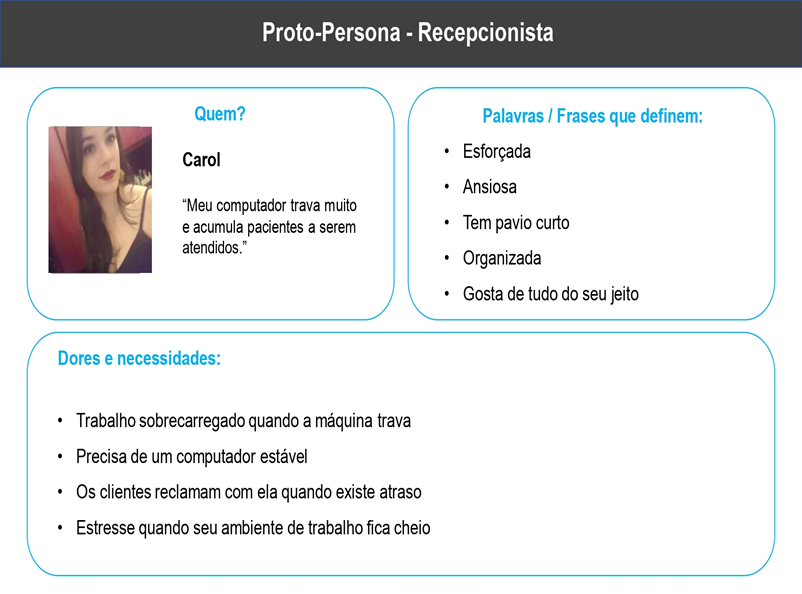 Proto-Persona - Recepcionista
Quem?
Carol
“Meu computador trava muito
e acumula pacientes a serem
atendidos.”
Palavras / Frases que definem:
• Esforçada
• Ansiosa
• Tem pavio curto
• Organizada
• Gosta de tudo do seu jeito
Dores e necessidades:
• Trabalho sobrecarregado quando a máquina trava
• Precisa de um computador estável
• Os clientes reclamam com ela quando existe atraso
• Estresse quando seu ambiente de trabalho fica cheio